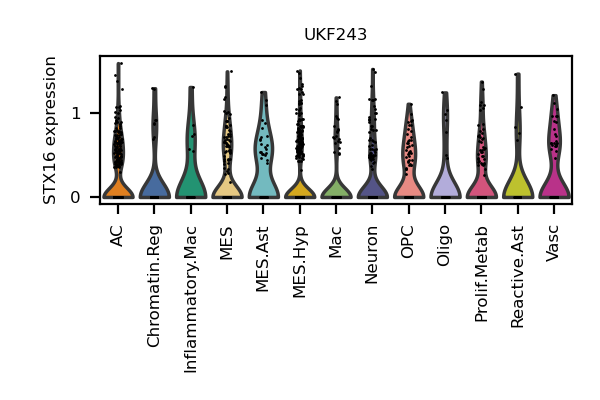 UKF243
STX16 expression
1
0
AC
Chromatin.Reg
Inflammatory.Mac
MES
MES.Ast
MES.Hyp
Mac
Neuron
OPC
Oligo
Prolif.Metab
Reactive.Ast
Vasc